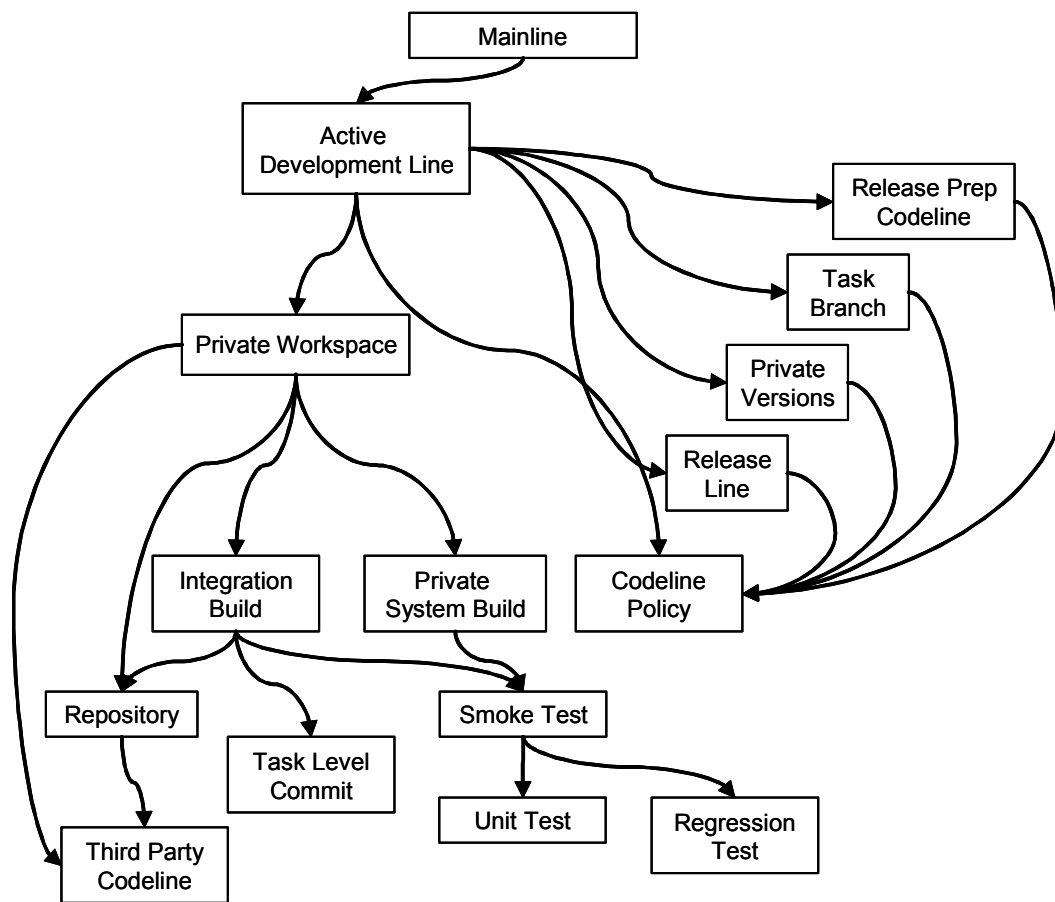 Mainline
Active
Development Line
Release Prep
Codeline
Task
Branch
Private Workspace
Private
Versions
Release
Line
Integration
Build
Private
System Build
Codeline
Policy
Repository
Smoke Test
Task Level
Commit
Unit Test
Regression
Test
Third Party
Codeline